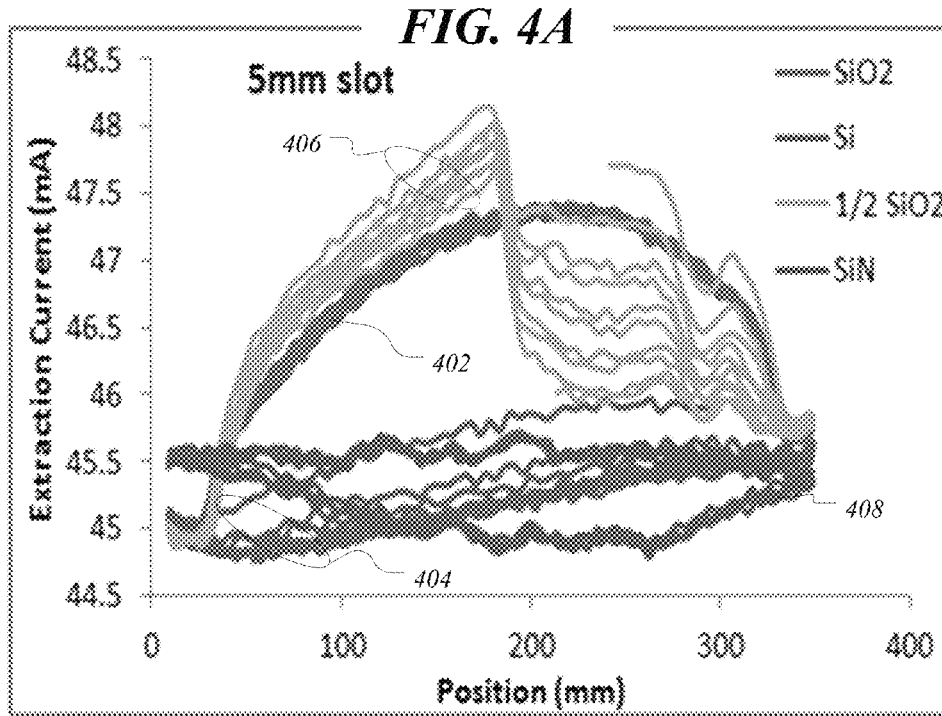 FIG. 4A
5mm slot
SiO2
Si
1/2 SiO2
SiN
Extraction Current (mA)
48.5
48
47.5
47
46.5
46
45.5
45
44.5
406
402
404
408
0
100
200
300
400
Position (mm)